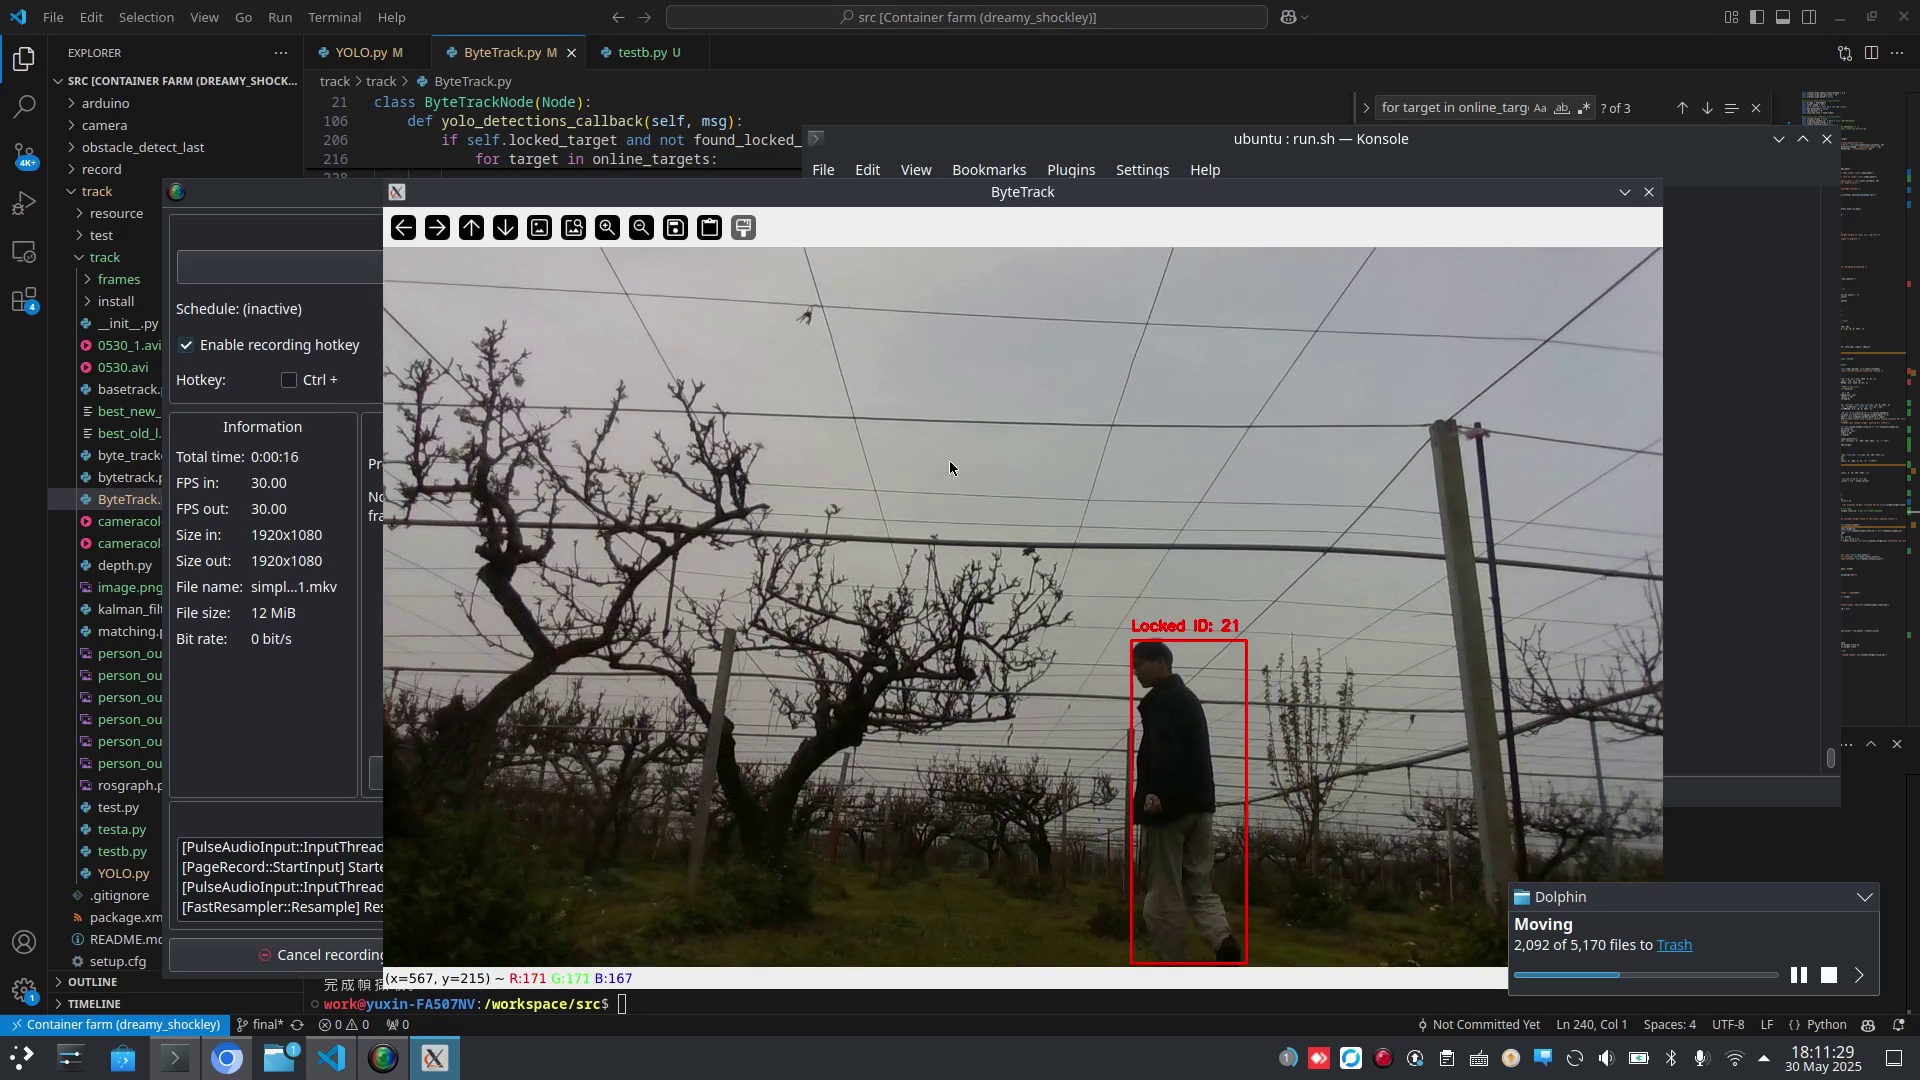 File Edit Selection View Go Run Terminal Help
src [Container farm (dreamy_shockley)]
EXPLORER
YOLO.py M
ByteTrack.py M
testb.py U
SRC [CONTAINER FARM (DREAMY_SHOCK...
track > track > ByteTrack.py
arduino
camera
obstacle_detect_last
record
track
resource
test
track
frames
install
__init__.py
0530_1.avi
0530.avi
basetrack.
best_new_
best_old_l.
byte_track
bytetrack.p
ByteTrack.
cameracol
cameracol
depth.py
image.png
kalman_filt
matching.p
person_ou
person_ou
person_ou
person_ou
person_ou
person_ou
rosgraph.p
test.py
testa.py
testb.py
YOLO.py
.gitignore
package.xm
README.md
setup.cfg
OUTLINE
TIMELINE
4K+
4
1
21 class ByteTrackNode(Node):
106 def yolo_detections_callback(self, msg):
206 if self.locked_target and not found_locked_
216 for target in online_targets:
for target in online_targ
Aa ab
? of 3
ubuntu : run.sh — Konsole
File Edit View Bookmarks Plugins Settings Help
ByteTrack
Schedule: (inactive)
Enable recording hotkey
Hotkey: Ctrl +
Information
Total time: 0:00:16
FPS in: 30.00
FPS out: 30.00
Size in: 1920x1080
Size out: 1920x1080
File name: simpl...1.mkv
File size: 12 MiB
Bit rate: 0 bit/s
[PulseAudioInput::InputThread
[PageRecord::StartInput] Starte
[PulseAudioInput::InputThread
[FastResampler::Resample] Res
Cancel recording
Locked ID: 21
(x=567, y=215) ~ R:171 G:171 B:167
work@yuxin-FA507NV:/workspace/src$
Dolphin
Moving
2,092 of 5,170 files to Trash
Container farm (dreamy_shockley)
final*
0 0
0
Not Committed Yet
Ln 240, Col 1
Spaces: 4
UTF-8
LF
{} Python
1
1
18:11:29
30 May 2025